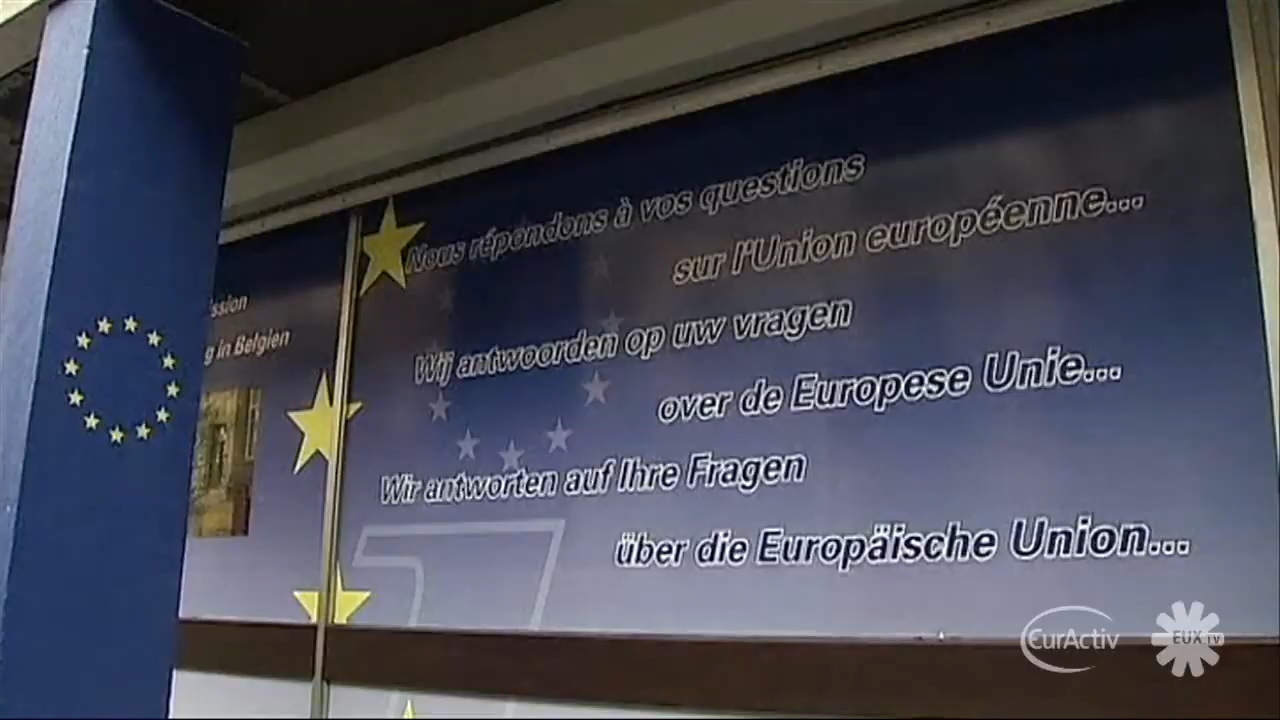 Nous répondons à vos questions
sur l'Union européenne...
Wij antwoorden op uw vragen
over de Europese Unie...
Wir antworten auf Ihre Fragen
über die Europäische Union...
in Belgien
EurActiv
EUX.tv